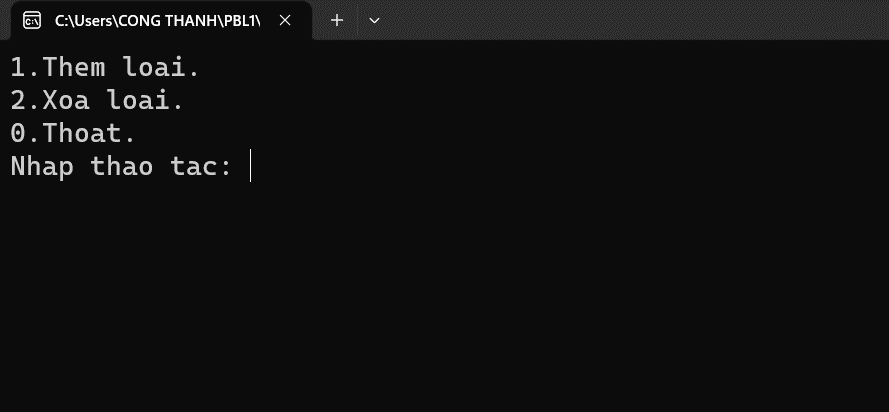 C:\Users\CONG THANH\PBL1\
1.Them loai.
2.Xoa loai.
0.Thoat.
Nhap thao tac: